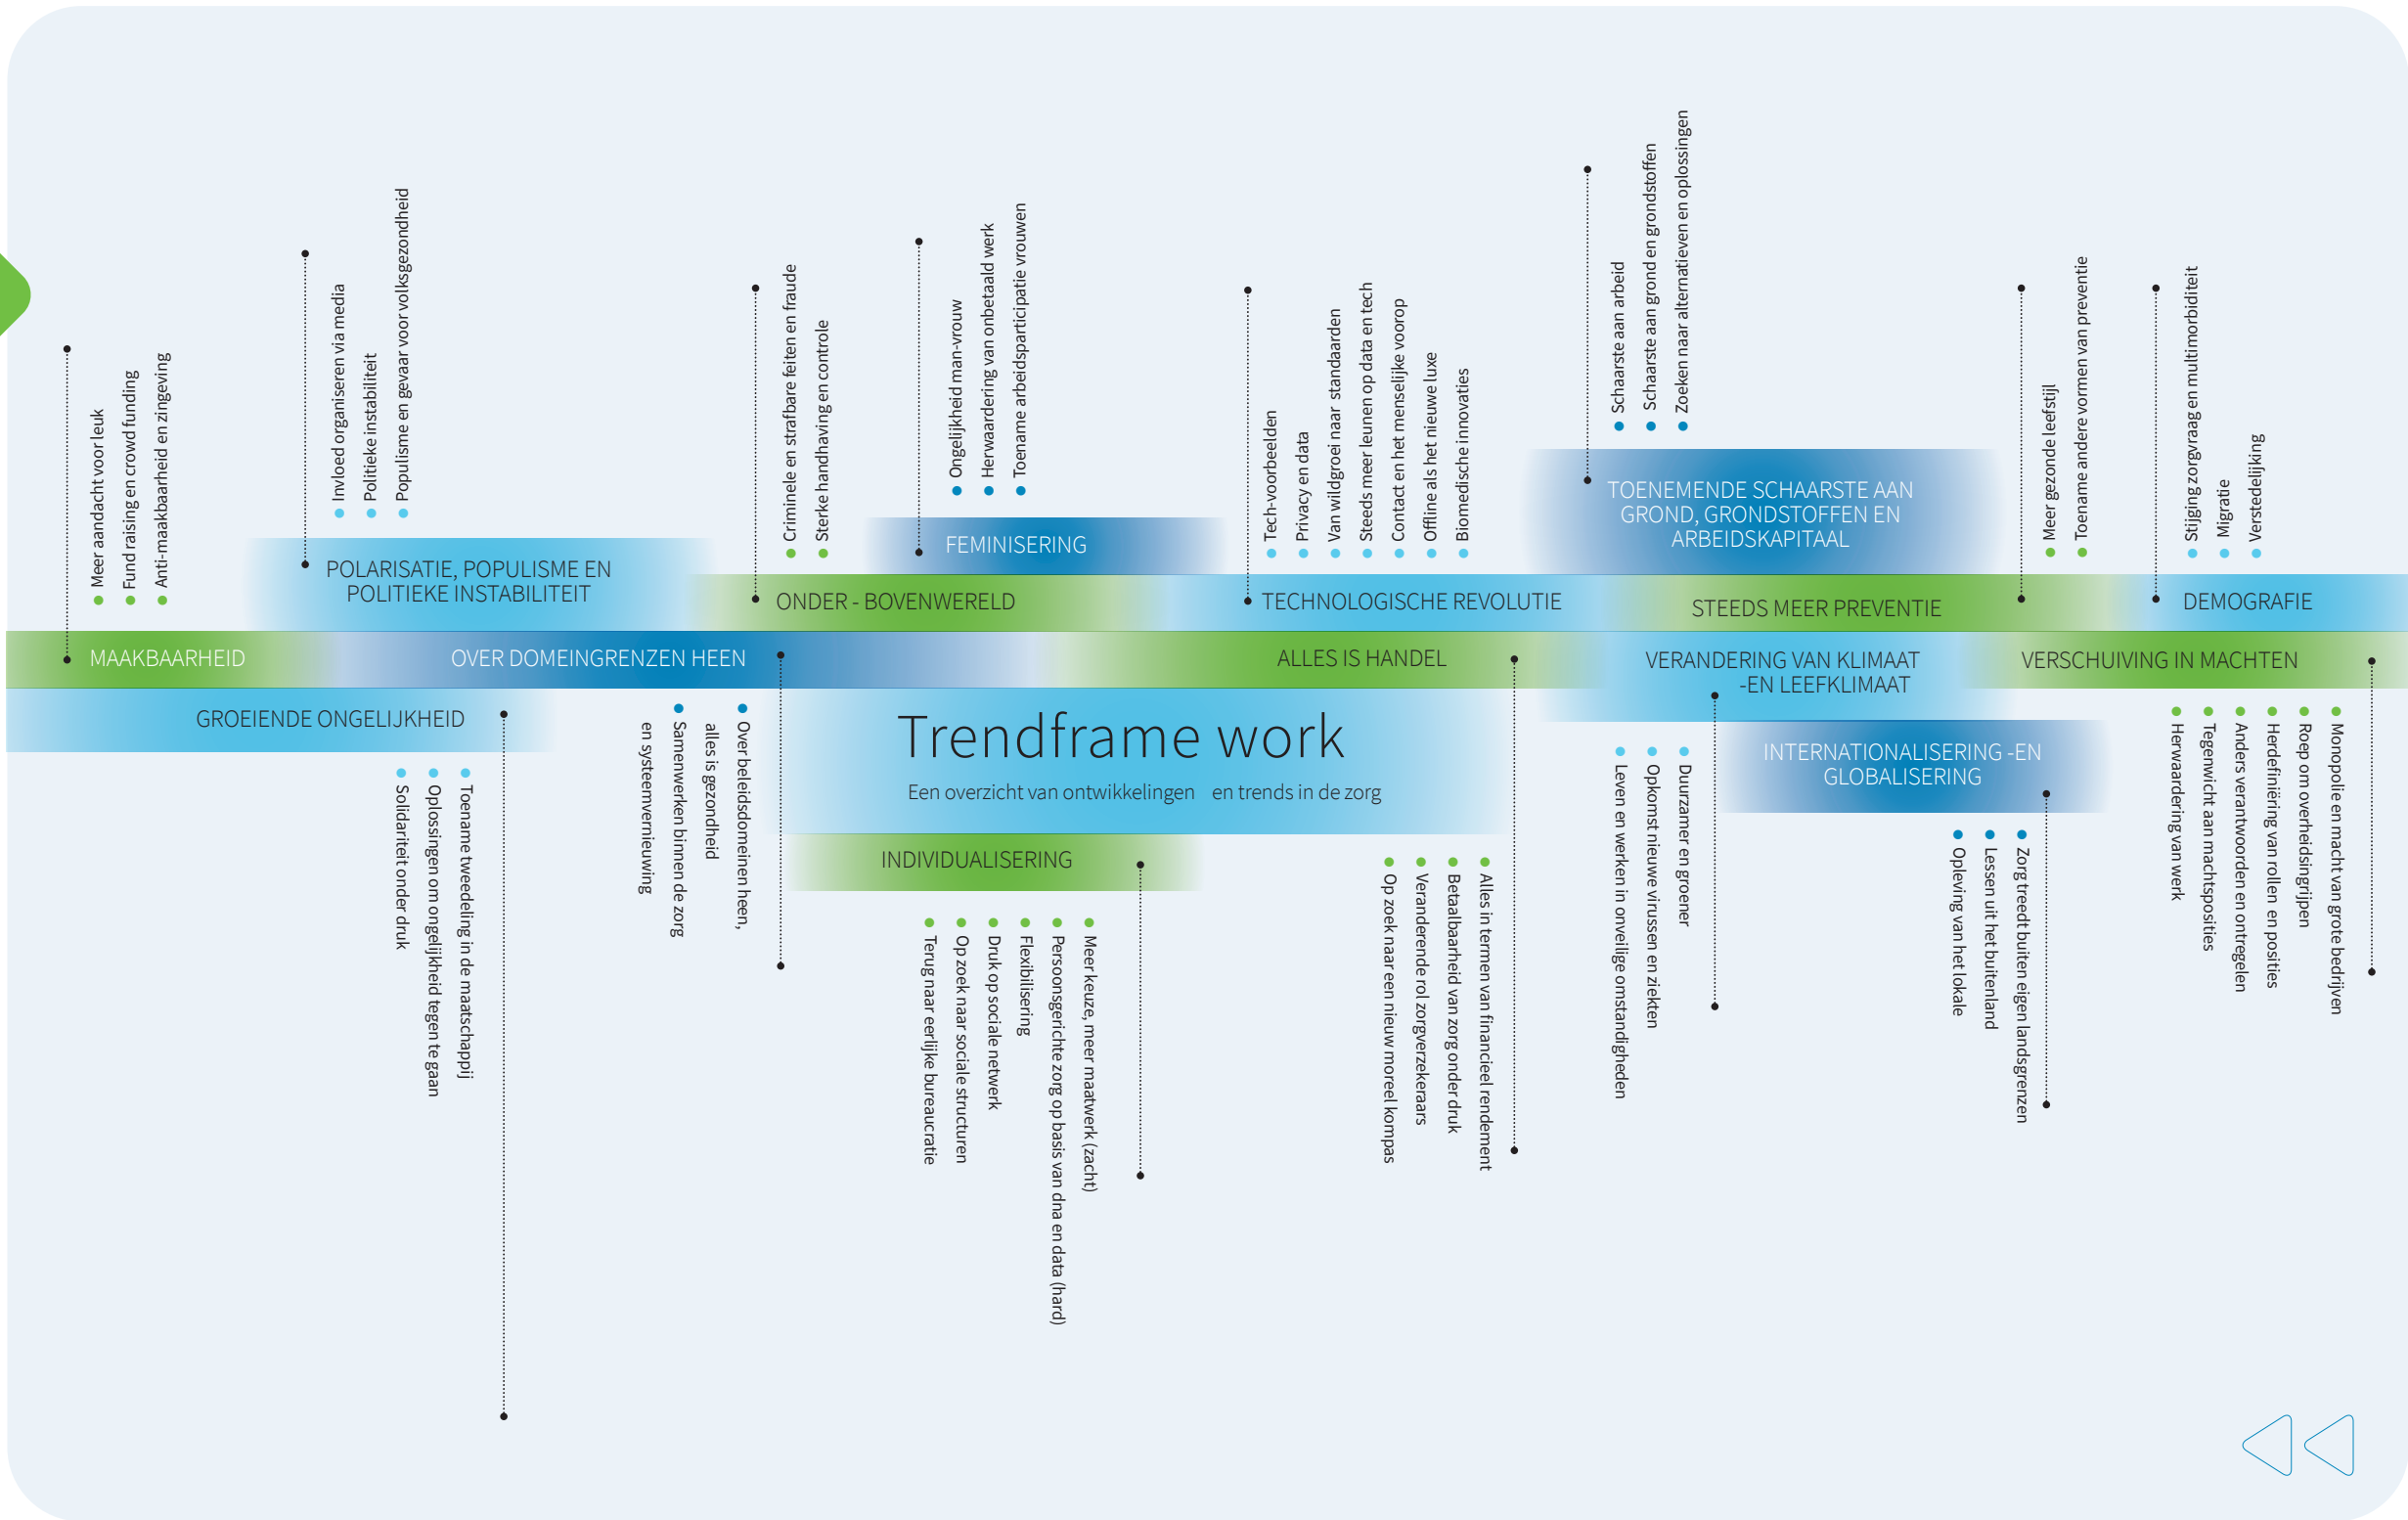 Meer aandacht voor leuk
Fund raising en crowd funding
Anti-maakbaarheid en zingeving
MAAKBAARHEID
Invloed organiseren via media
Politieke instabiliteit
Populisme en gevaar voor volksgezondheid
POLARISATIE, POPULISME EN
POLITIEKE INSTABILITEIT
Criminele en strafbare feiten en fraude
Sterke handhaving en controle
ONDER - BOVENWERELD
Ongelijkheid man-vrouw
Herwaardering van onbetaald werk
Toename arbeidsparticipatie vrouwen
FEMINISERING
Tech-voorbeelden
Privacy en data
Van wildgroei naar standaarden
Steeds meer leunen op data en tech
Contact en het menselijke voorop
Offline als het nieuwe luxe
Biomedische innovaties
TECHNOLOGISCHE REVOLUTIE
Schaarste aan arbeid
Schaarste aan grond en grondstoffen
Zoeken naar alternatieven en oplossingen
TOENEMENDE SCHAARSTE AAN
GROND, GRONDSTOFFEN EN
ARBEIDSKAPITAAL
Meer gezonde leefstijl
Toename andere vormen van preventie
STEEDS MEER PREVENTIE
Stijging zorgvraag en multimorbiditeit
Migratie
Verstedelijking
DEMOGRAFIE
GROEIENDE ONGELIJKHEID
Toename tweedeling in de maatschappij
Oplossingen om ongelijkheid tegen te gaan
Solidariteit onder druk
OVER DOMEINGRENZEN HEEN
Over beleidsdomeinen heen,
alles is gezondheid
Samenwerken binnen de zorg
en systeemvernieuwing
Trendframe work
Een overzicht van ontwikkelingen en trends in de zorg
INDIVIDUALISERING
Meer keuze, meer maatwerk (zacht)
Persoonsgerichte zorg op basis van dna en data (hard)
Flexibilisering
Druk op sociale netwerk
Op zoek naar sociale structuren
Terug naar eerlijke bureaucratie
ALLES IS HANDEL
Alles in termen van financieel rendement
Betaalbaarheid van zorg onder druk
Veranderende rol zorgverzekeraars
Op zoek naar een nieuw moreel kompas
VERANDERING VAN KLIMAAT
-EN LEEFKLIMAAT
Duurzamer en groener
Opkomst nieuwe virussen en ziekten
Leven en werken in onveilige omstandigheden
INTERNATIONALISERING -EN
GLOBALISERING
Zorg treedt buiten eigen landsgrenzen
Lessen uit het buitenland
Opleving van het lokale
VERSCHUIVING IN MACHTEN
Monopolie en macht van grote bedrijven
Roep om overheidsingrijpen
Herdefiniëring van rollen en posities
Anders verantwoorden en ontregelen
Tegenwicht aan machtsposities
Herwaardering van werk